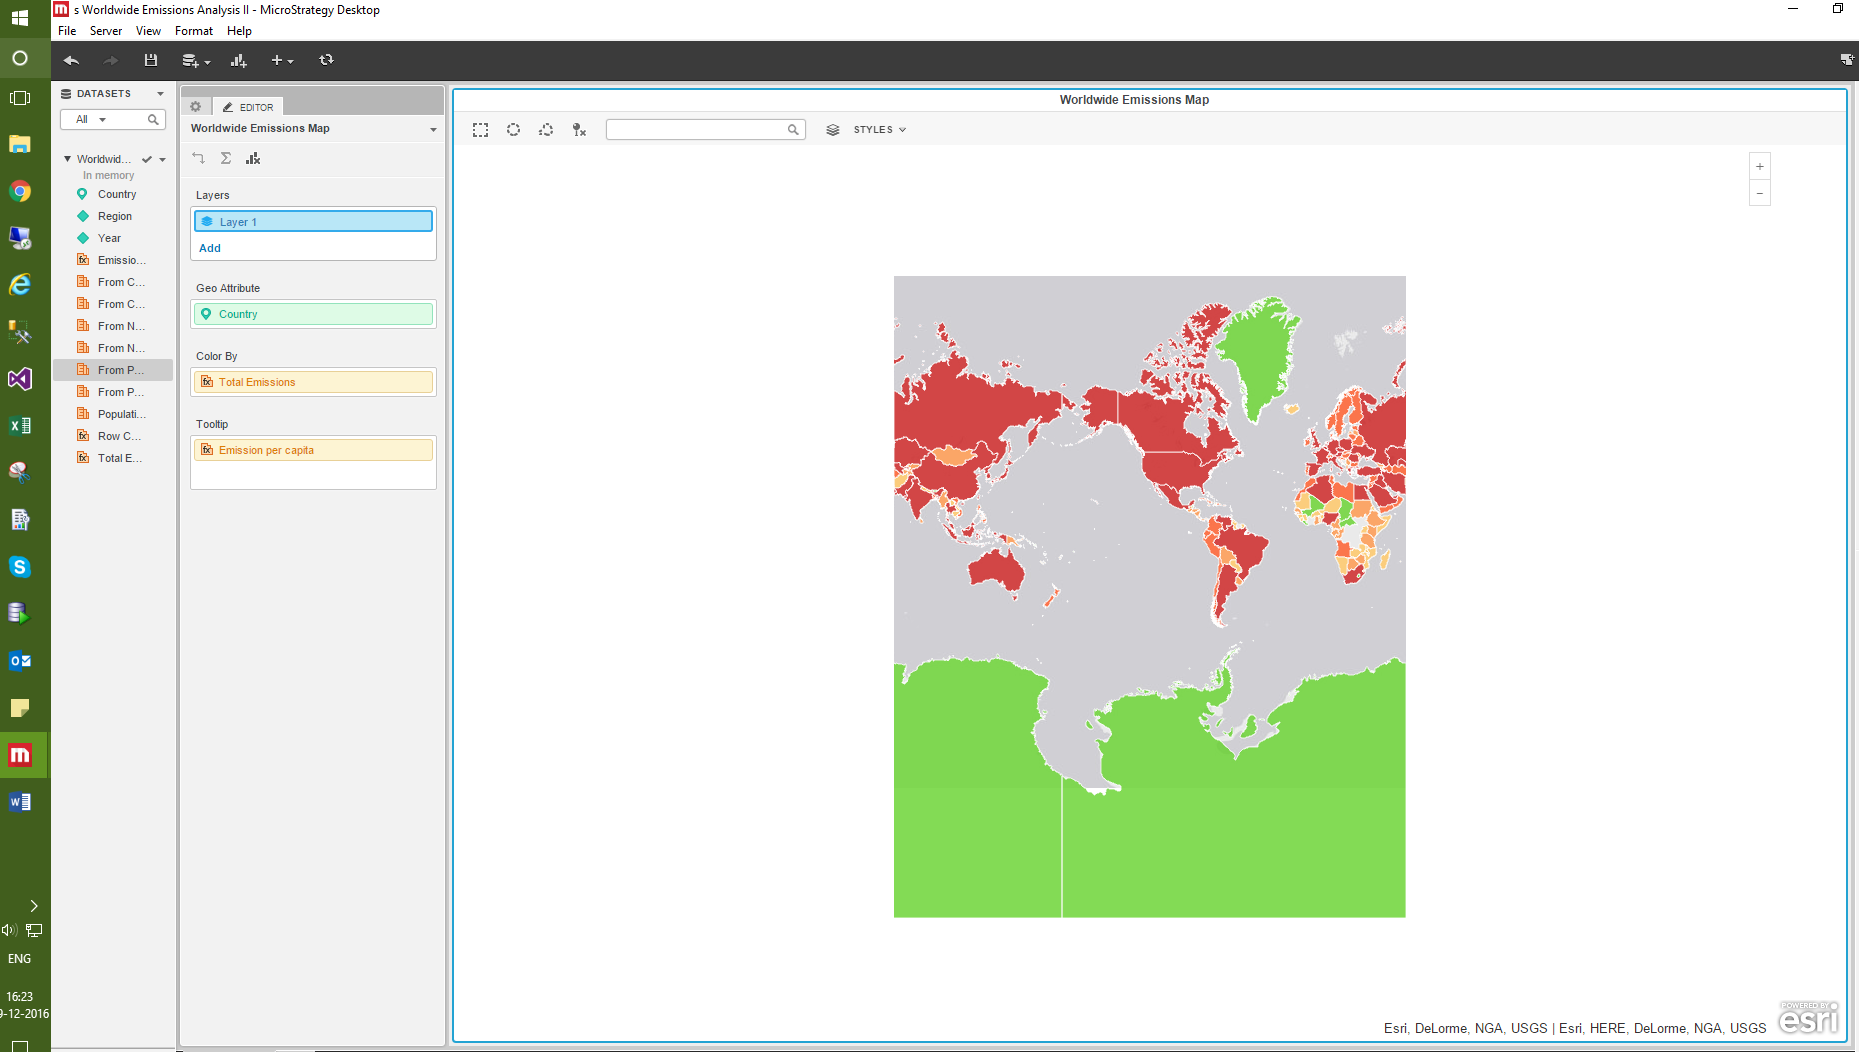 s Worldwide Emissions Analysis II - MicroStrategy Desktop
File Server View Format Help
DATASETS
All
Worldwid...
In memory
Country
Region
Year
Emissio...
From C...
From C...
From N...
From N...
From P...
From P...
Populati...
Row C...
Total E...
EDITOR
Worldwide Emissions Map
Layers
Layer 1
Add
Geo Attribute
Country
Color By
Total Emissions
Tooltip
Emission per capita
Worldwide Emissions Map
STYLES
Esri, DeLorme, NGA, USGS | Esri, HERE, DeLorme, NGA, USGS
POWERED BY
esri
ENG
16:23
9-12-2016